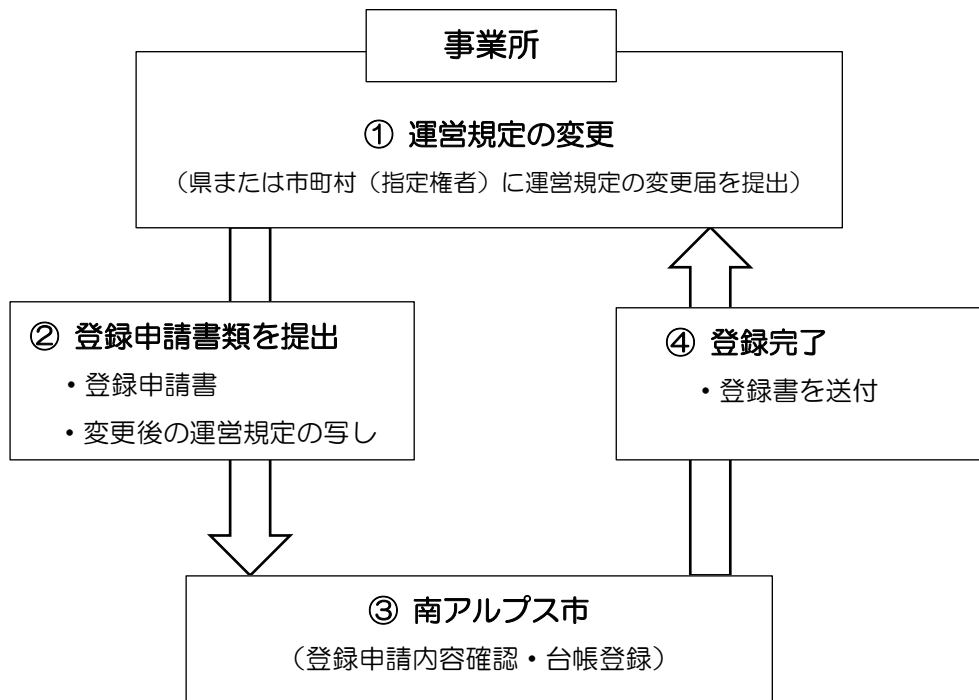 事業所
① 運営規定の変更
（県または市町村（指定権者）に運営規定の変更届を提出）
② 登録申請書類を提出
・登録申請書
・変更後の運営規定の写し
④ 登録完了
・登録書を送付
③ 南アルプス市
（登録申請内容確認・台帳登録）